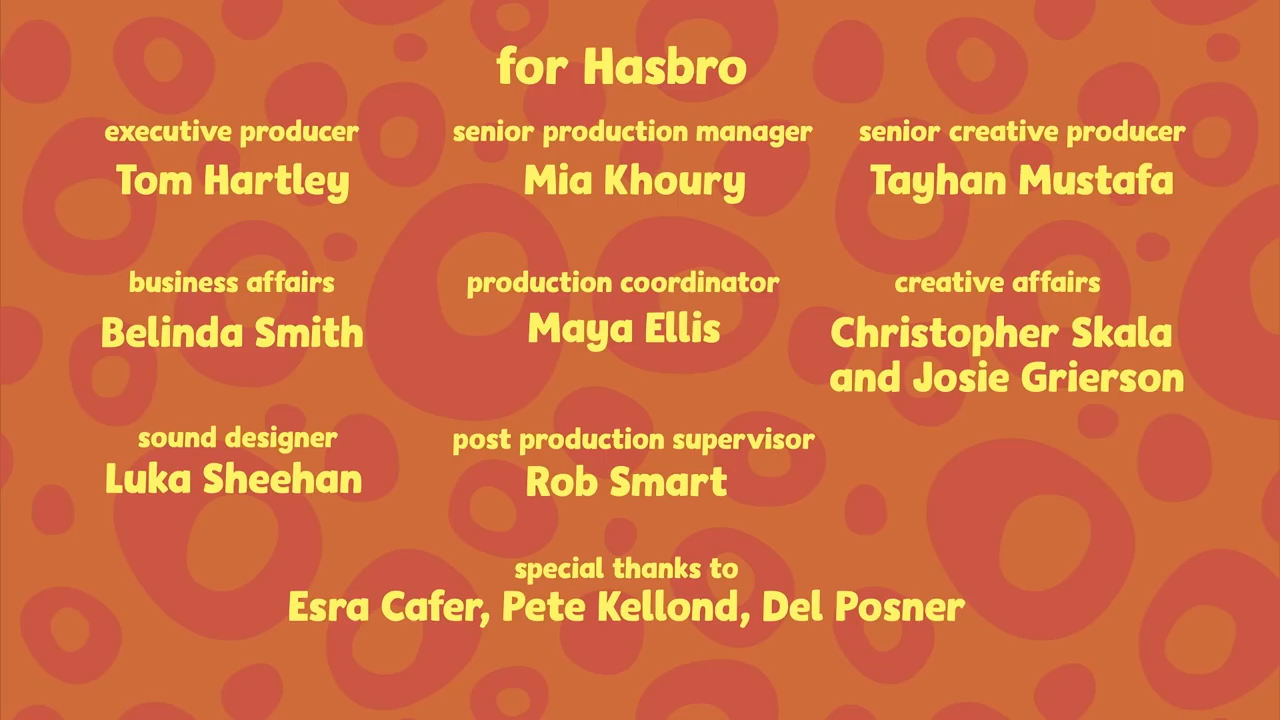 for Hasbro
executive producer
Tom Hartley
senior production manager
Mia Khoury
senior creative producer
Tayhan Mustafa
business affairs
Belinda Smith
production coordinator
Maya Ellis
creative affairs
Christopher Skala
and Josie Grierson
sound designer
Luka Sheehan
post production supervisor
Rob Smart
special thanks to
Esra Cafer, Pete Kellond, Del Posner